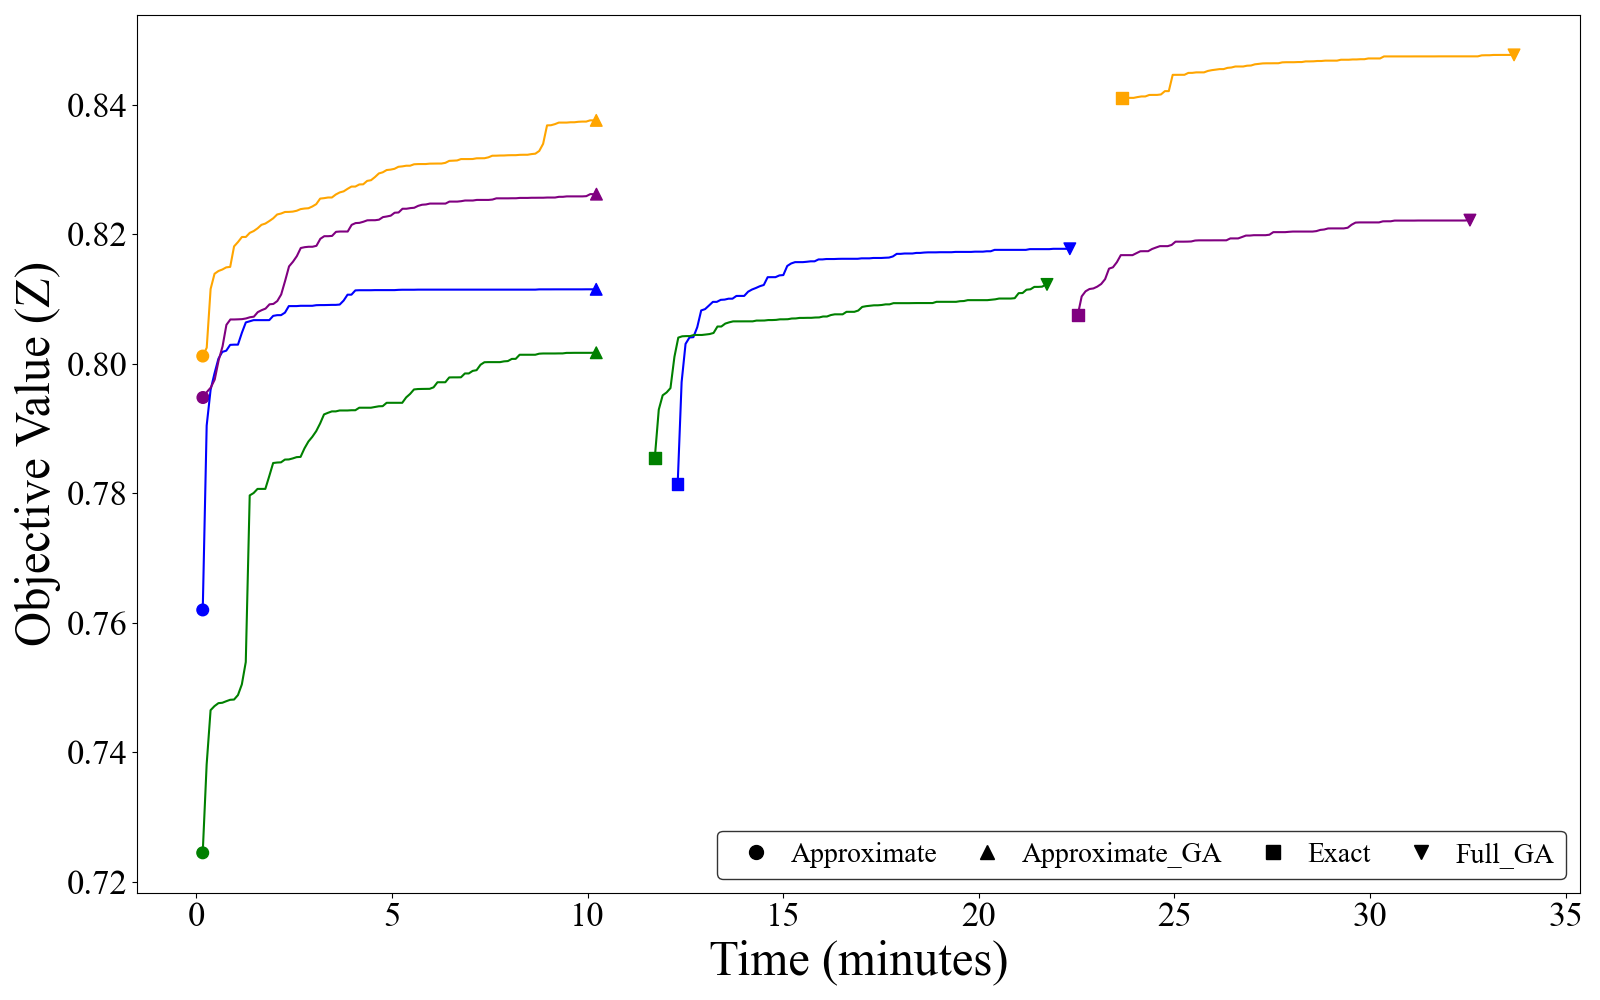 Objective Value (Z)
0.84
0.82
0.80
0.78
0.76
0.74
0.72
Approximate Approximate_GA Exact Full_GA
0 5 10 15 20 25 30 35
Time (minutes)